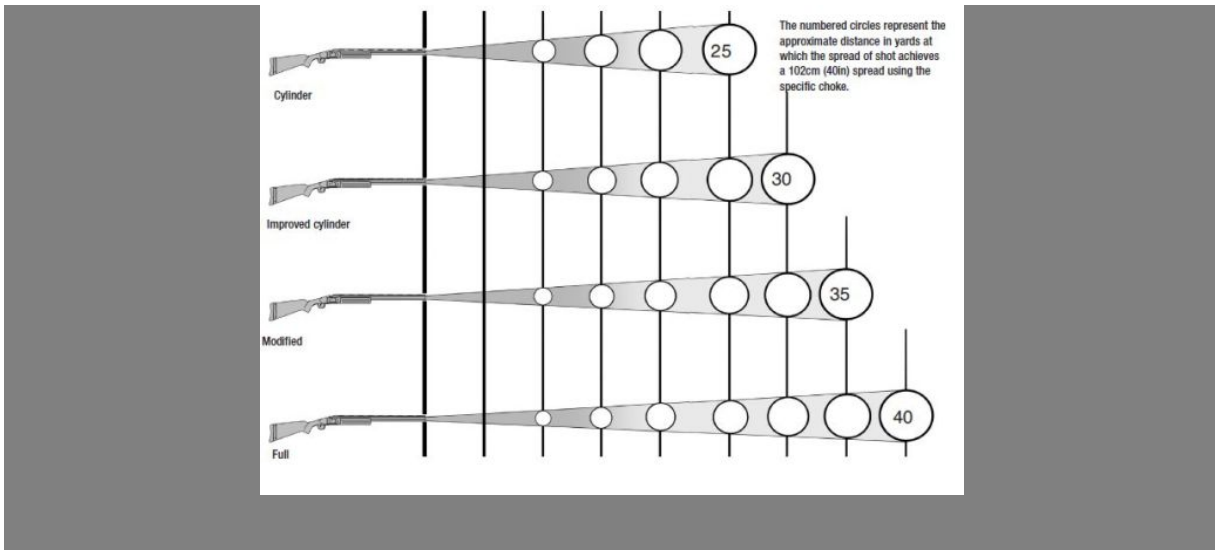 The numbered circles represent the
approximate distance in yards at
which the spread of shot achieves
a 102cm (40in) spread using the
specific choke.
25
Cylinder
30
Improved cylinder
35
Modified
40
Full